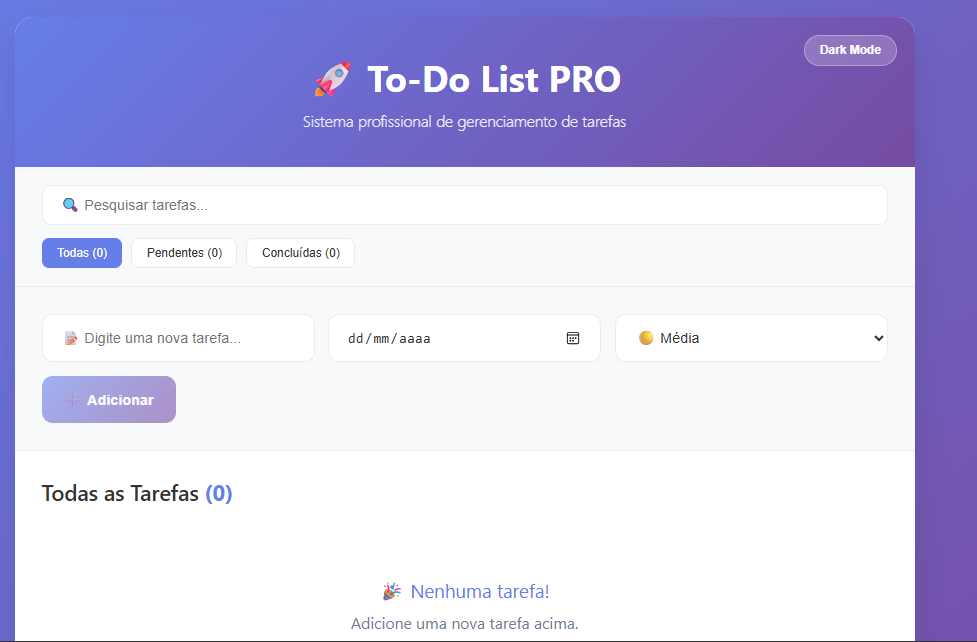 Dark Mode
🚀 To-Do List PRO
Sistema profissional de gerenciamento de tarefas
🔍 Pesquisar tarefas...
Todas (0) Pendentes (0) Concluídas (0)
📝 Digite uma nova tarefa... dd/mm/aaaa 🟡 Média
➕ Adicionar
Todas as Tarefas (0)
🎉 Nenhuma tarefa!
Adicione uma nova tarefa acima.